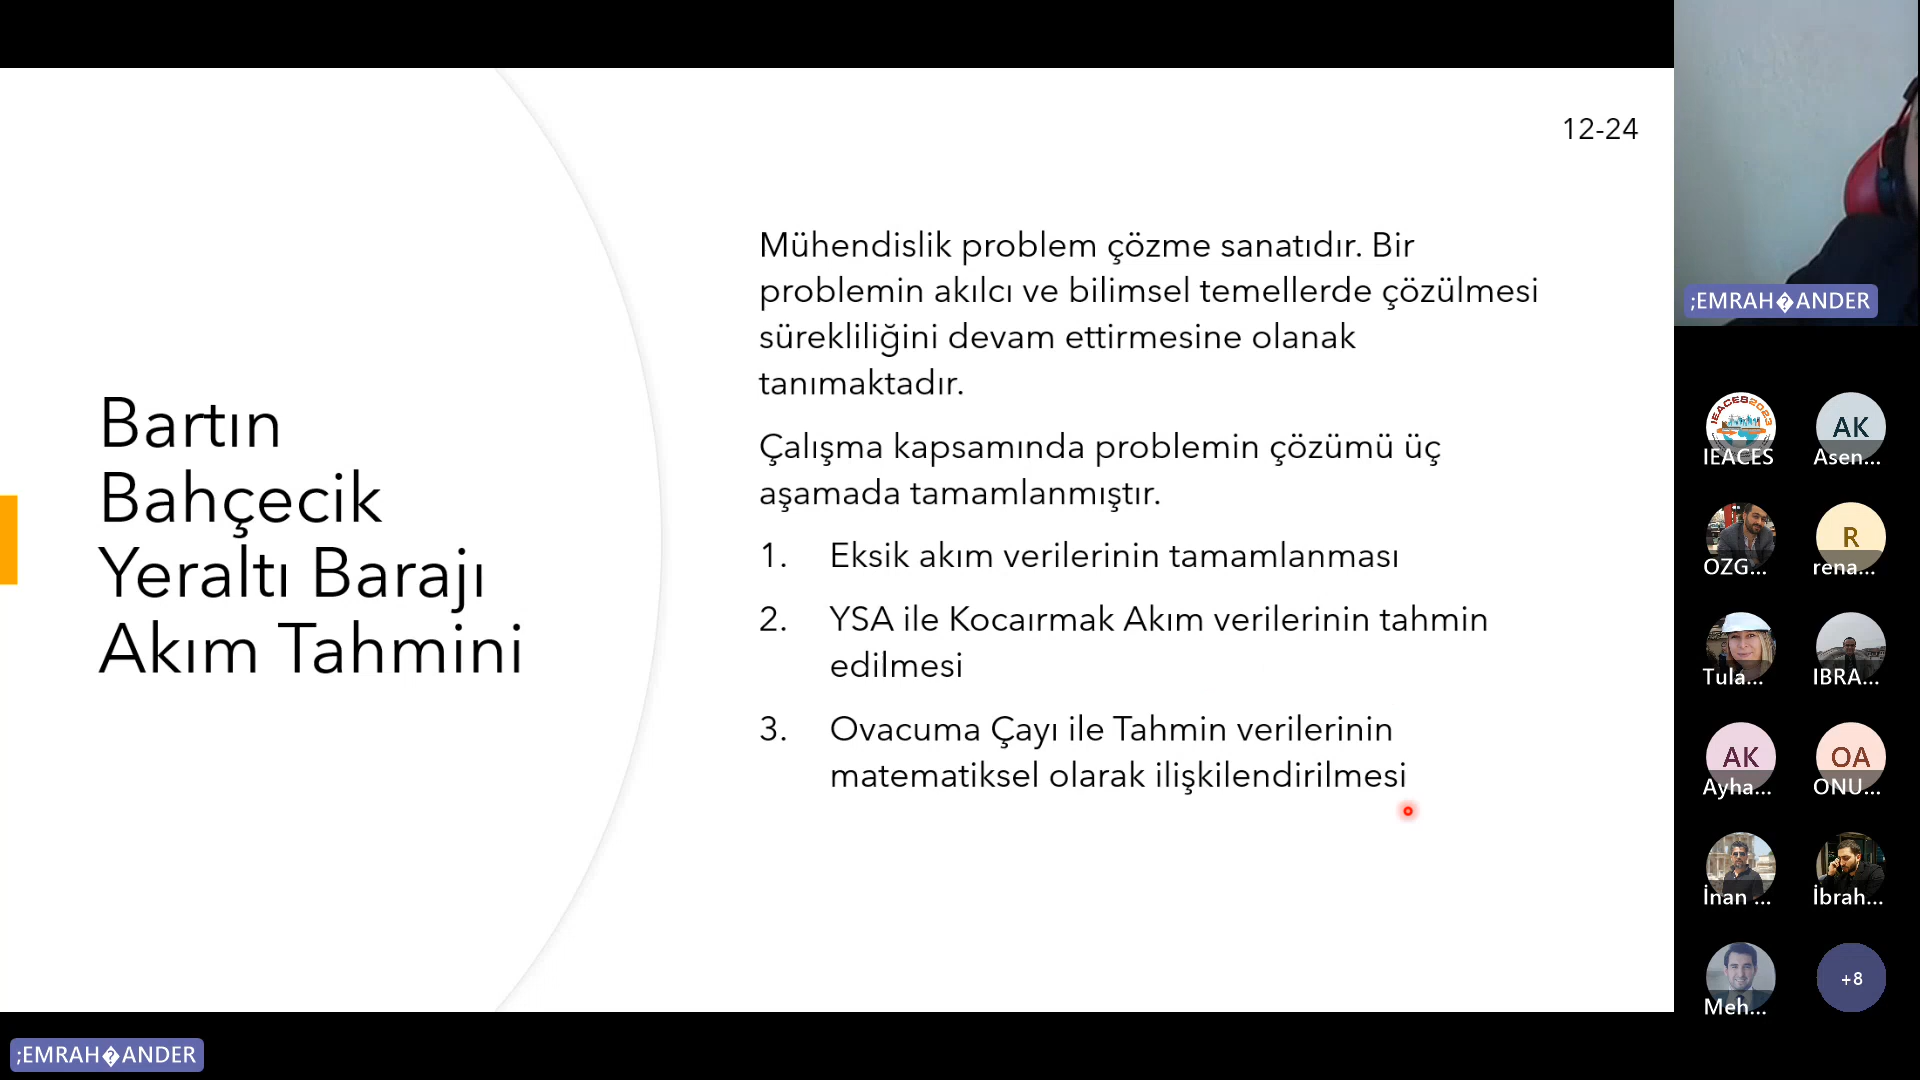 12-24
Bartın
Bahçecik
Yeraltı Barajı
Akım Tahmini
Mühendislik problem çözme sanatıdır. Bir
problemin akılcı ve bilimsel temellerde çözülmesi
sürekliliğini devam ettirmesine olanak
tanımaktadır.
Çalışma kapsamında problemin çözümü üç
aşamada tamamlanmıştır.
1. Eksik akım verilerinin tamamlanması
2. YSA ile Kocaırmak Akım verilerinin tahmin
edilmesi
3. Ovacuma Çayı ile Tahmin verilerinin
matematiksel olarak ilişkilendirilmesi
;EMRAH�ANDER
IEACES2023
IEACES
AK
Asen...
OZG...
R
rena...
Tula...
IBRA...
AK
Ayha...
OA
ONU...
İnan ...
İbrah...
Meh...
+8
;EMRAH�ANDER